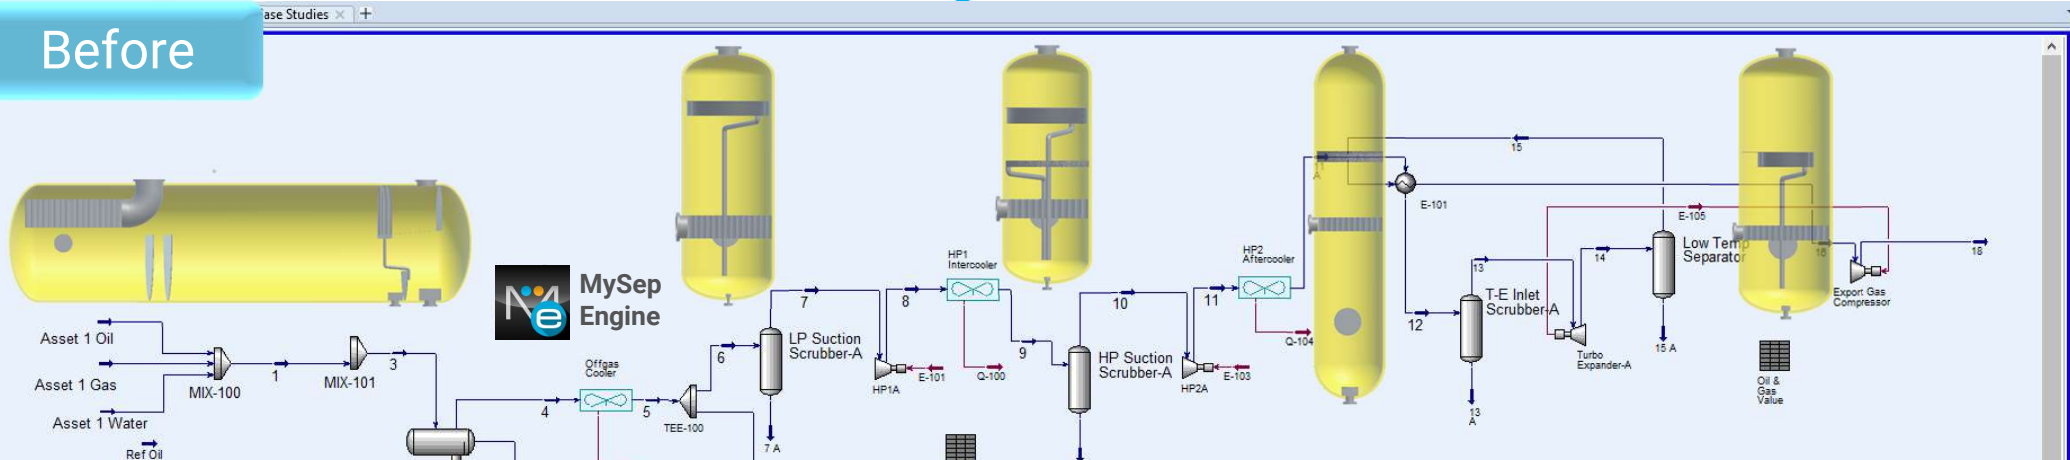 ase Studies
Before
MySep
Engine
Asset 1 Oil
Asset 1 Gas
Asset 1 Water
Ref Oil
MIX-100
1
MIX-101
3
4
Offgas
Cooler
5
TEE-100
6
7
LP Suction
Scrubber-A
7 A
HP1A
E-101
8
HP1
Intercooler
Q-100
9
10
HP Suction
Scrubber-A
HP2A
E-103
11
HP2
Aftercooler
Q-104
11
A
E-101
12
13
T-E Inlet
Scrubber-A
13
A
Turbo
Expander-A
14
15
E-105
Low Temp
Separator
15 A
16
Export Gas
Compressor
18
Oil &
Gas
Value